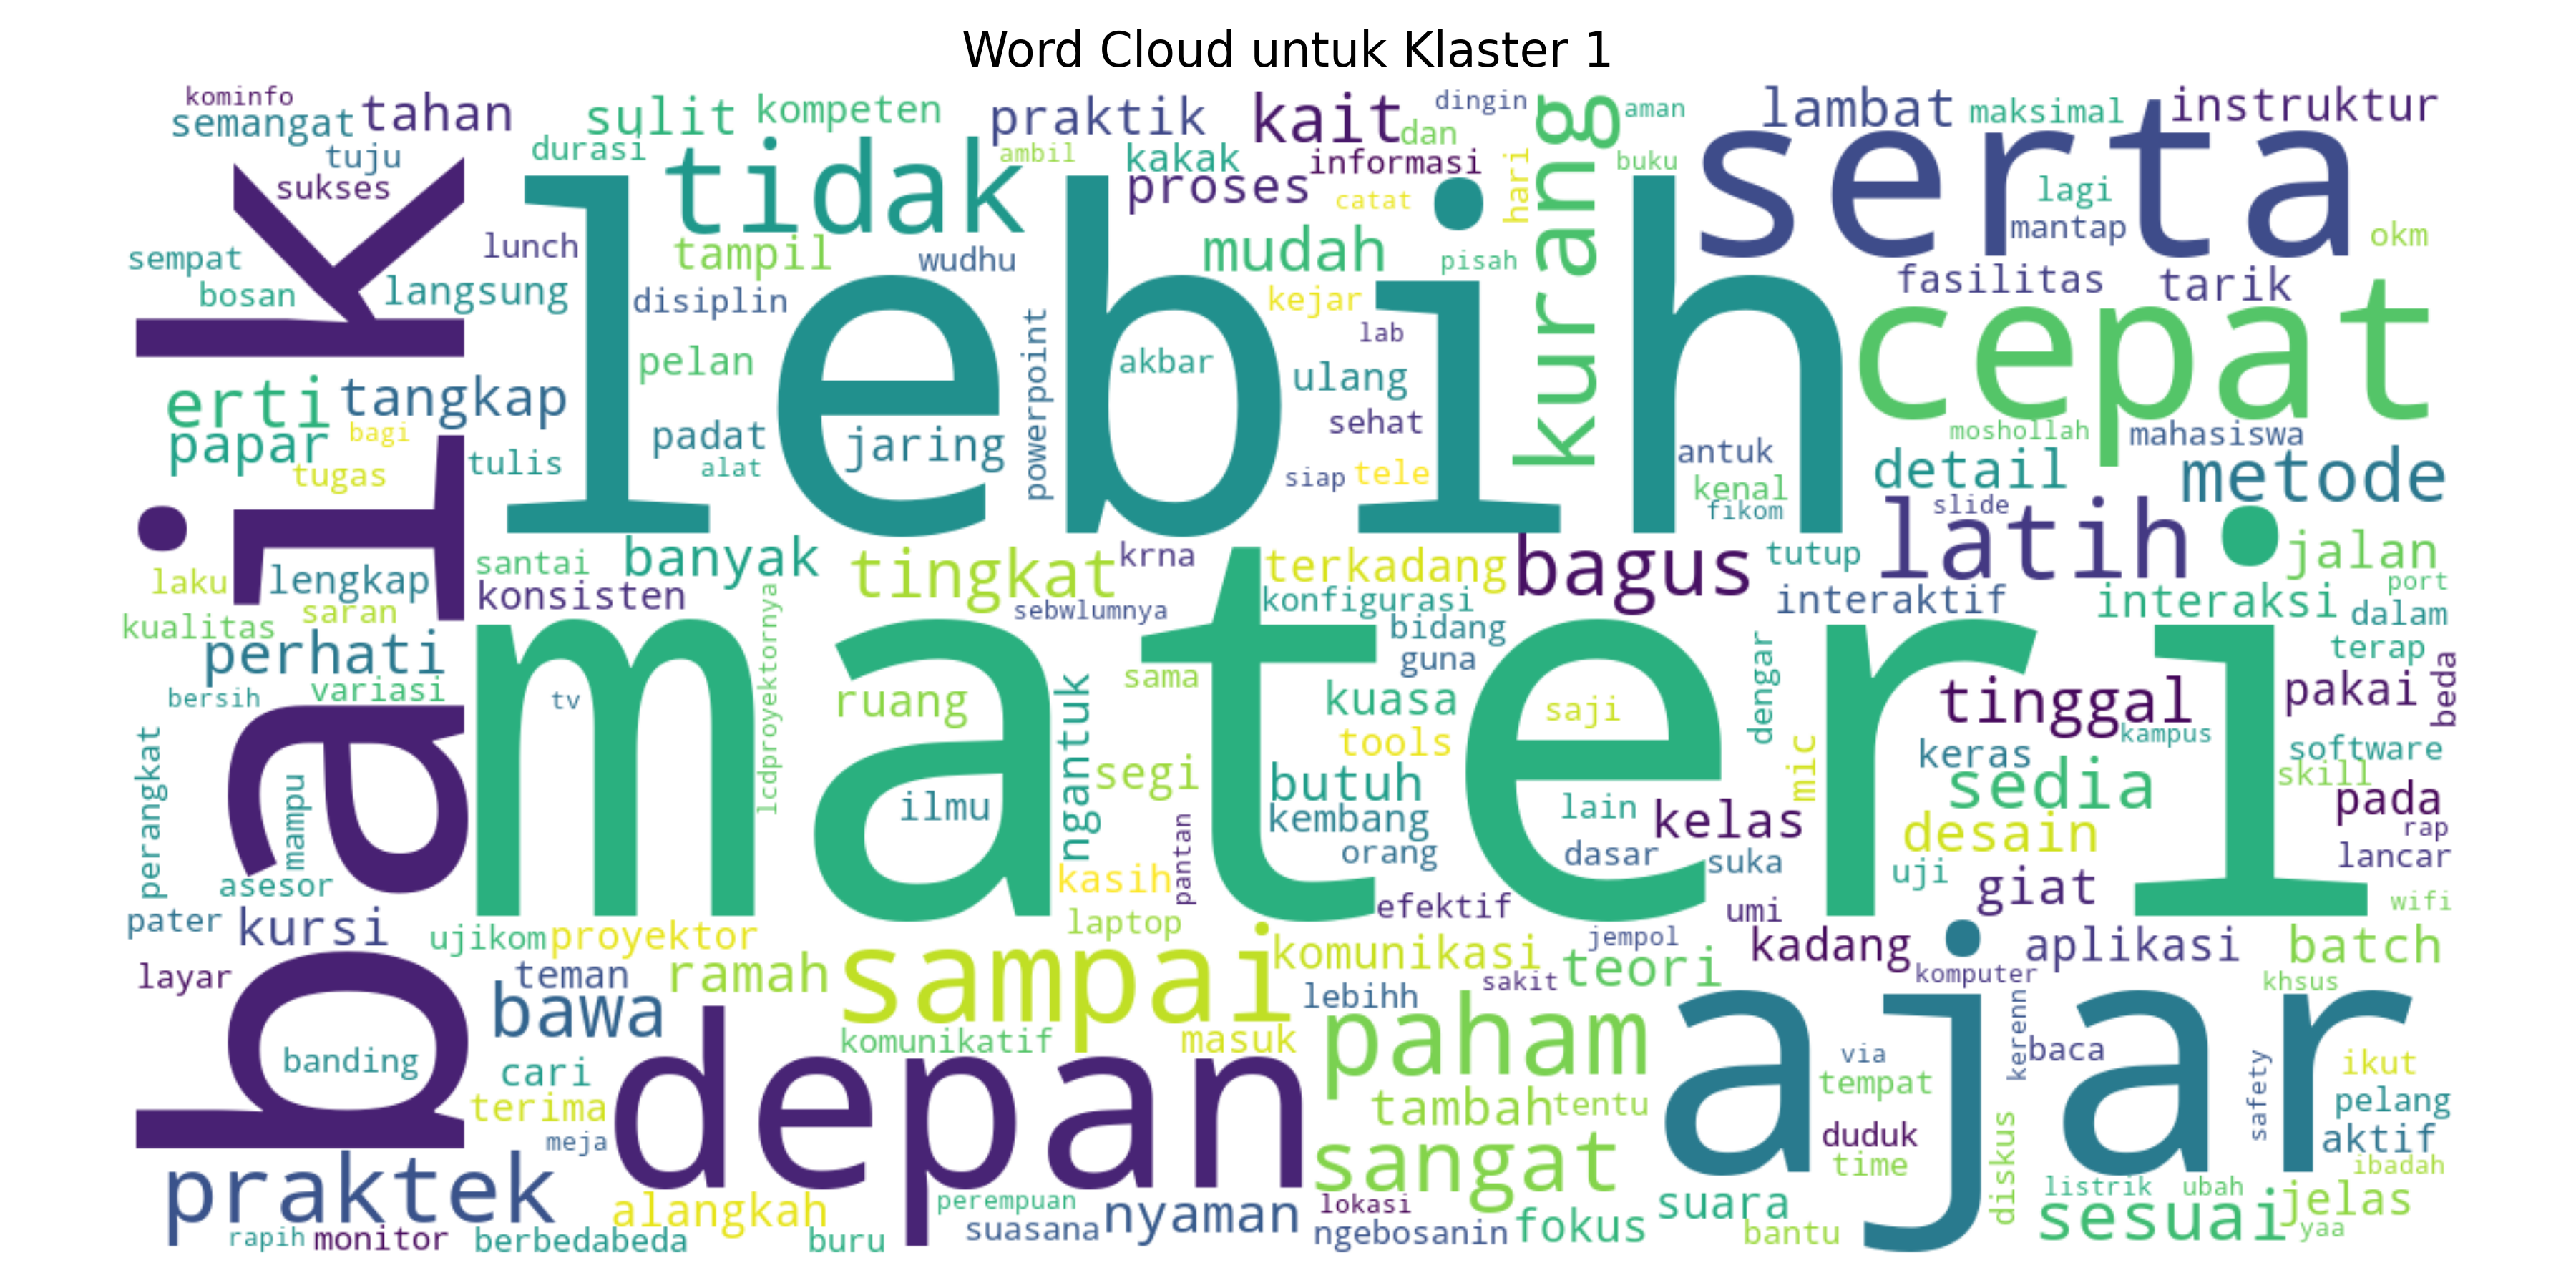 Word Cloud untuk Klaster 1
kominfo
semangat
tahan
tuju
sukses
sulit
kompeten
durasi
tidak
praktik
ambil
kait
dan
dingin
kakak
informasi
proses
catat
hari
kurang
aman
buku
lambat
maksimal
instruktur
serta
lagi
mantap
okm
sempat
bosan
lunch
langsung
tampil
wudhu
disiplin
mudah
pisah
kejar
lab
fasilitas
tarik
cepat
baik
lebih
erti
tangkap
papar
bagi
tugas
tulis
pelan
padat
alat
jaring
powerpoint
akbar
ulang
sehat
siap
tele
antuk
kenal
fikom
moshollah
mahasiswa
detail
metode
slide
latih
jalan
port
laku
lengkap
saran
kualitas
perhati
variasi
bersih
santai
banyak
konsisten
tingkat
krna
sebwlumnya
terkadang
konfigurasi
bidang
guna
bagus
tutup
interaktif
interaksi
dalam
terap
materi
tv
lcdproyektornya
ruang
ngantuk
sama
segi
kuasa
tools
saji
dengar
mic
tinggal
kampus
pakai
beda
keras
software
sedia
skill
perangkat
mampu
asesor
ilmu
pantan
kasih
laptop
butuh
kembang
orang
lain
dasar
kelas
suka
desain
uji
giat
pada
rap
lancar
wifi
pater
kursi
layar
ujikom
proyektor
teman
ramah
bawa
sampai
komunikatif
masuk
efektif
umi
komunikasi
jempol
sakit
teori
lebihh
kadang
komputer
aplikasi
batch
khsus
banding
cari
terima
meja
depan
paham
tambah
tentu
sangat
ajar
via
tempat
duduk
time
kerenn
baca
diskus
safety
ikut
pelang
aktif
ibadah
praktek
rapih
monitor
berbedabeda
alangkah
buru
perempuan
suasana
nyaman
lokasi
ngebosanin
fokus
suara
bantu
listrik
ubah
sesuai
jelas
yaa